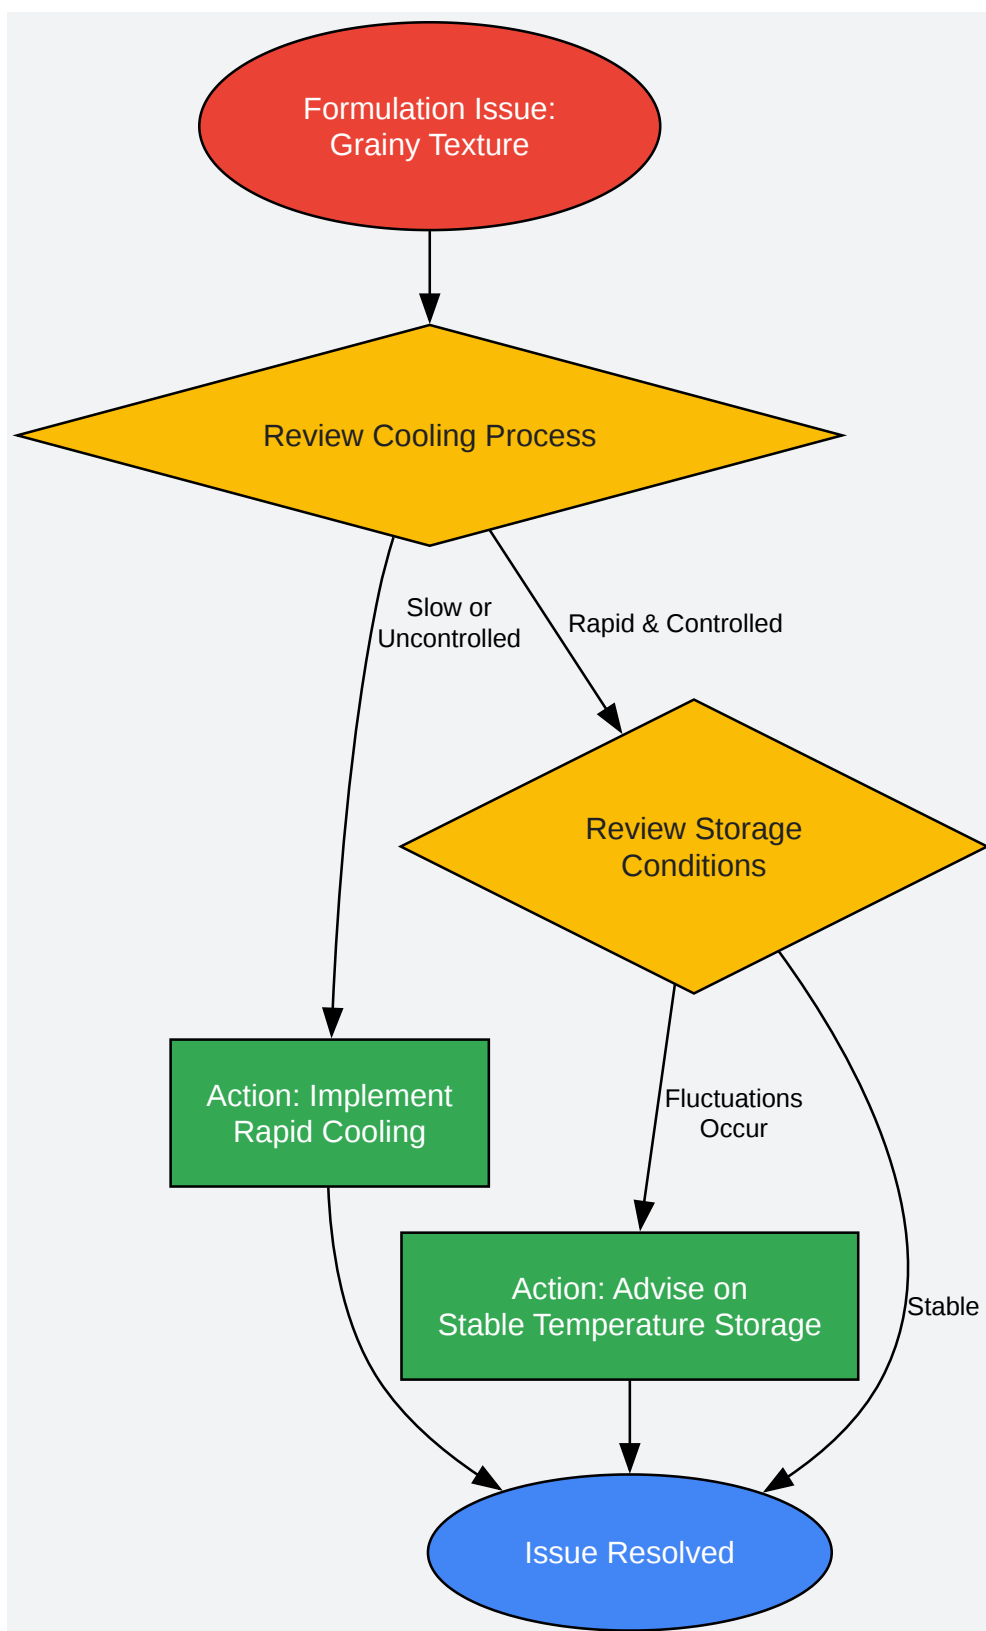 Formulation Issue:
Grainy Texture
Review Cooling Process
Slow or
Uncontrolled
Rapid & Controlled
Review Storage
Conditions
Action: Implement
Rapid Cooling
Fluctuations
Occur
Action: Advise on
Stable Temperature Storage
Stable
Issue Resolved